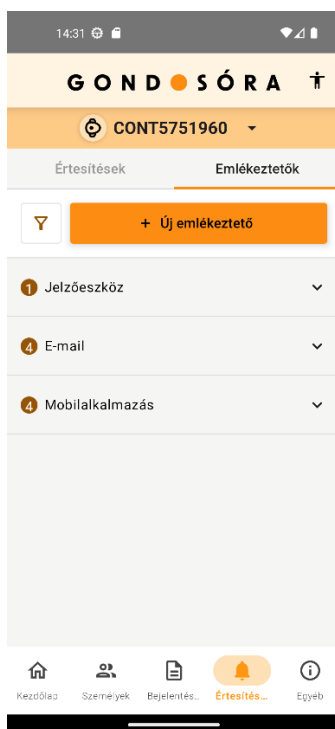 14:31
GONDOSÓRA
CONT5751960
Értesítések Emlékeztetők
+ Új emlékeztető
1 Jelzőeszköz
4 E-mail
4 Mobilalkalmazás
Kezdőlap Személyek Bejelentés... Értesítés... Egyéb